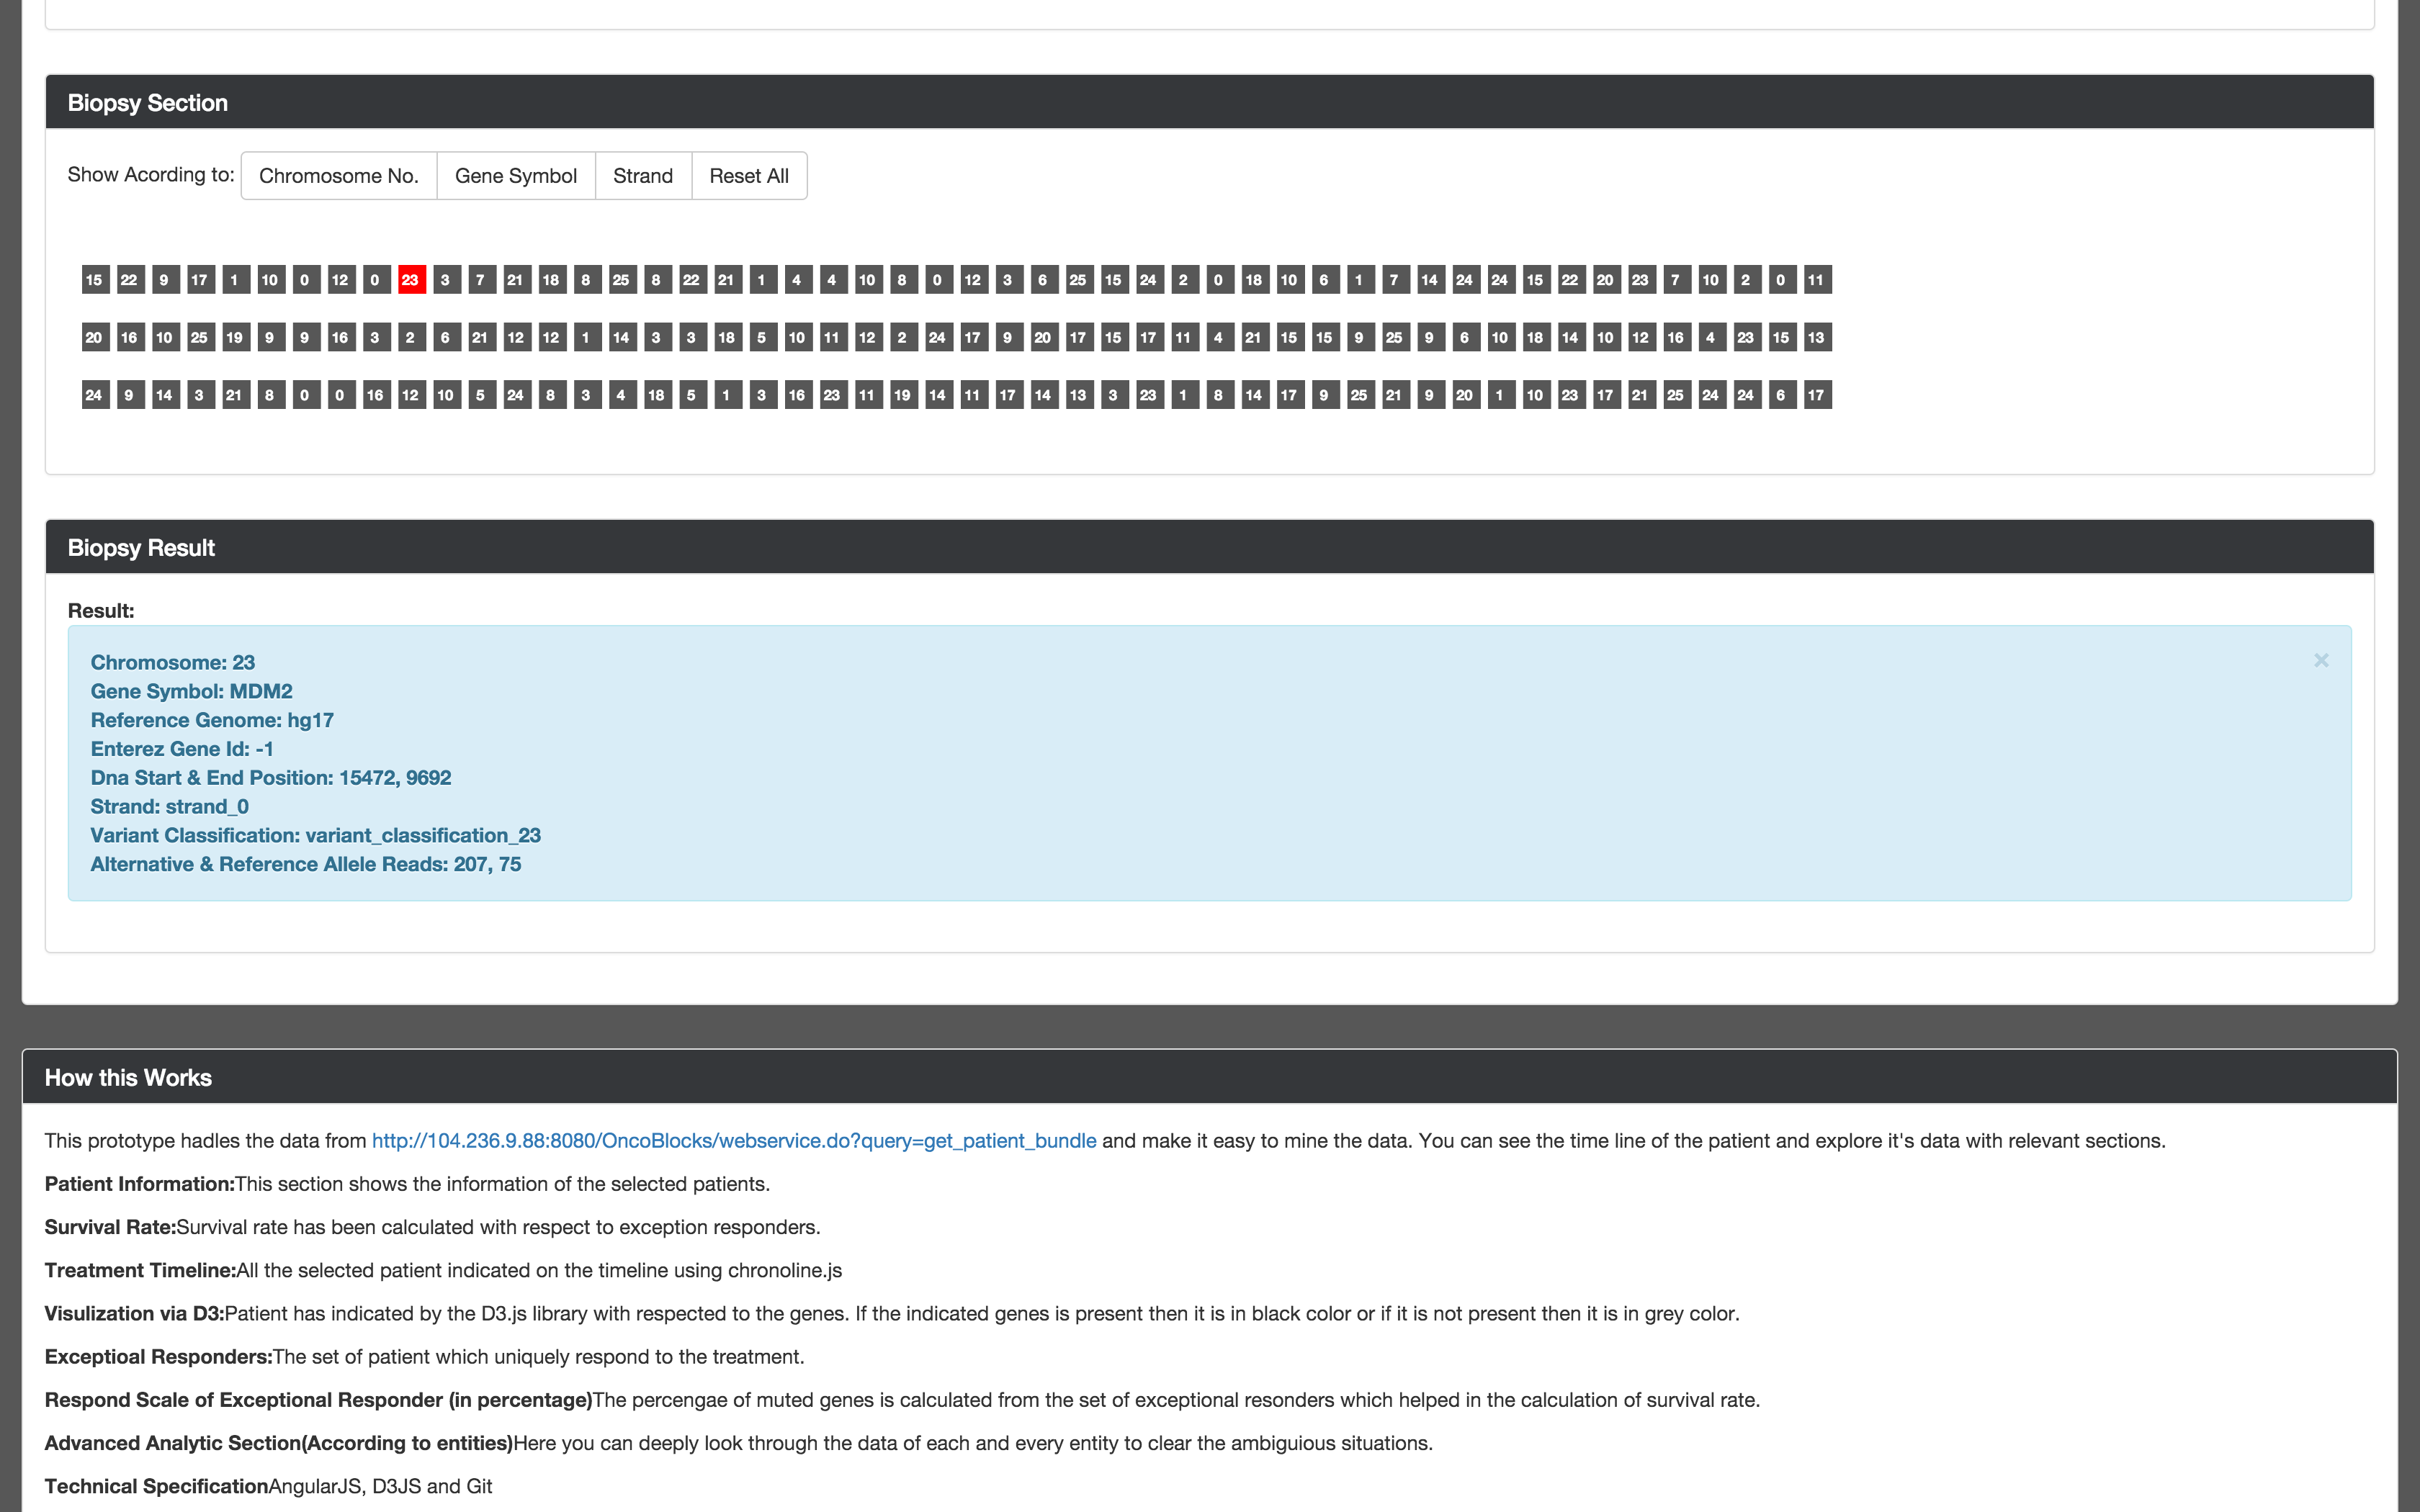 Biopsy Section
Show Acording to: Chromosome No. Gene Symbol Strand Reset All
15 22 9 17 1 10 0 12 0 23 3 7 21 18 8 25 8 22 21 1 4 4 10 8 0 12 3 6 25 15 24 2 0 18 10 6 1 7 14 24 24 15 22 20 23 7 10 2 0 11
20 16 10 25 19 9 9 16 3 2 6 21 12 12 1 14 3 3 18 5 10 11 12 2 24 17 9 20 17 15 17 11 4 21 15 15 9 25 9 6 10 18 14 10 12 16 4 23 15 13
24 9 14 3 21 8 0 0 16 12 10 5 24 8 3 4 18 5 1 3 16 23 11 19 14 11 17 14 13 3 23 1 8 14 17 9 25 21 9 20 1 10 23 17 21 25 24 24 6 17
Biopsy Result
Result:
Chromosome: 23 ×
Gene Symbol: MDM2
Reference Genome: hg17
Enterez Gene Id: -1
Dna Start & End Position: 15472, 9692
Strand: strand_0
Variant Classification: variant_classification_23
Alternative & Reference Allele Reads: 207, 75
How this Works
This prototype hadles the data from http://104.236.9.88:8080/OncoBlocks/webservice.do?query=get_patient_bundle and make it easy to mine the data. You can see the time line of the patient and explore it's data with relevant sections.
Patient Information:This section shows the information of the selected patients.
Survival Rate:Survival rate has been calculated with respect to exception responders.
Treatment Timeline:All the selected patient indicated on the timeline using chronoline.js
Visulization via D3:Patient has indicated by the D3.js library with respected to the genes. If the indicated genes is present then it is in black color or if it is not present then it is in grey color.
Exceptioal Responders:The set of patient which uniquely respond to the treatment.
Respond Scale of Exceptional Responder (in percentage)The percengae of muted genes is calculated from the set of exceptional resonders which helped in the calculation of survival rate.
Advanced Analytic Section(According to entities)Here you can deeply look through the data of each and every entity to clear the ambiguious situations.
Technical SpecificationAngularJS, D3JS and Git